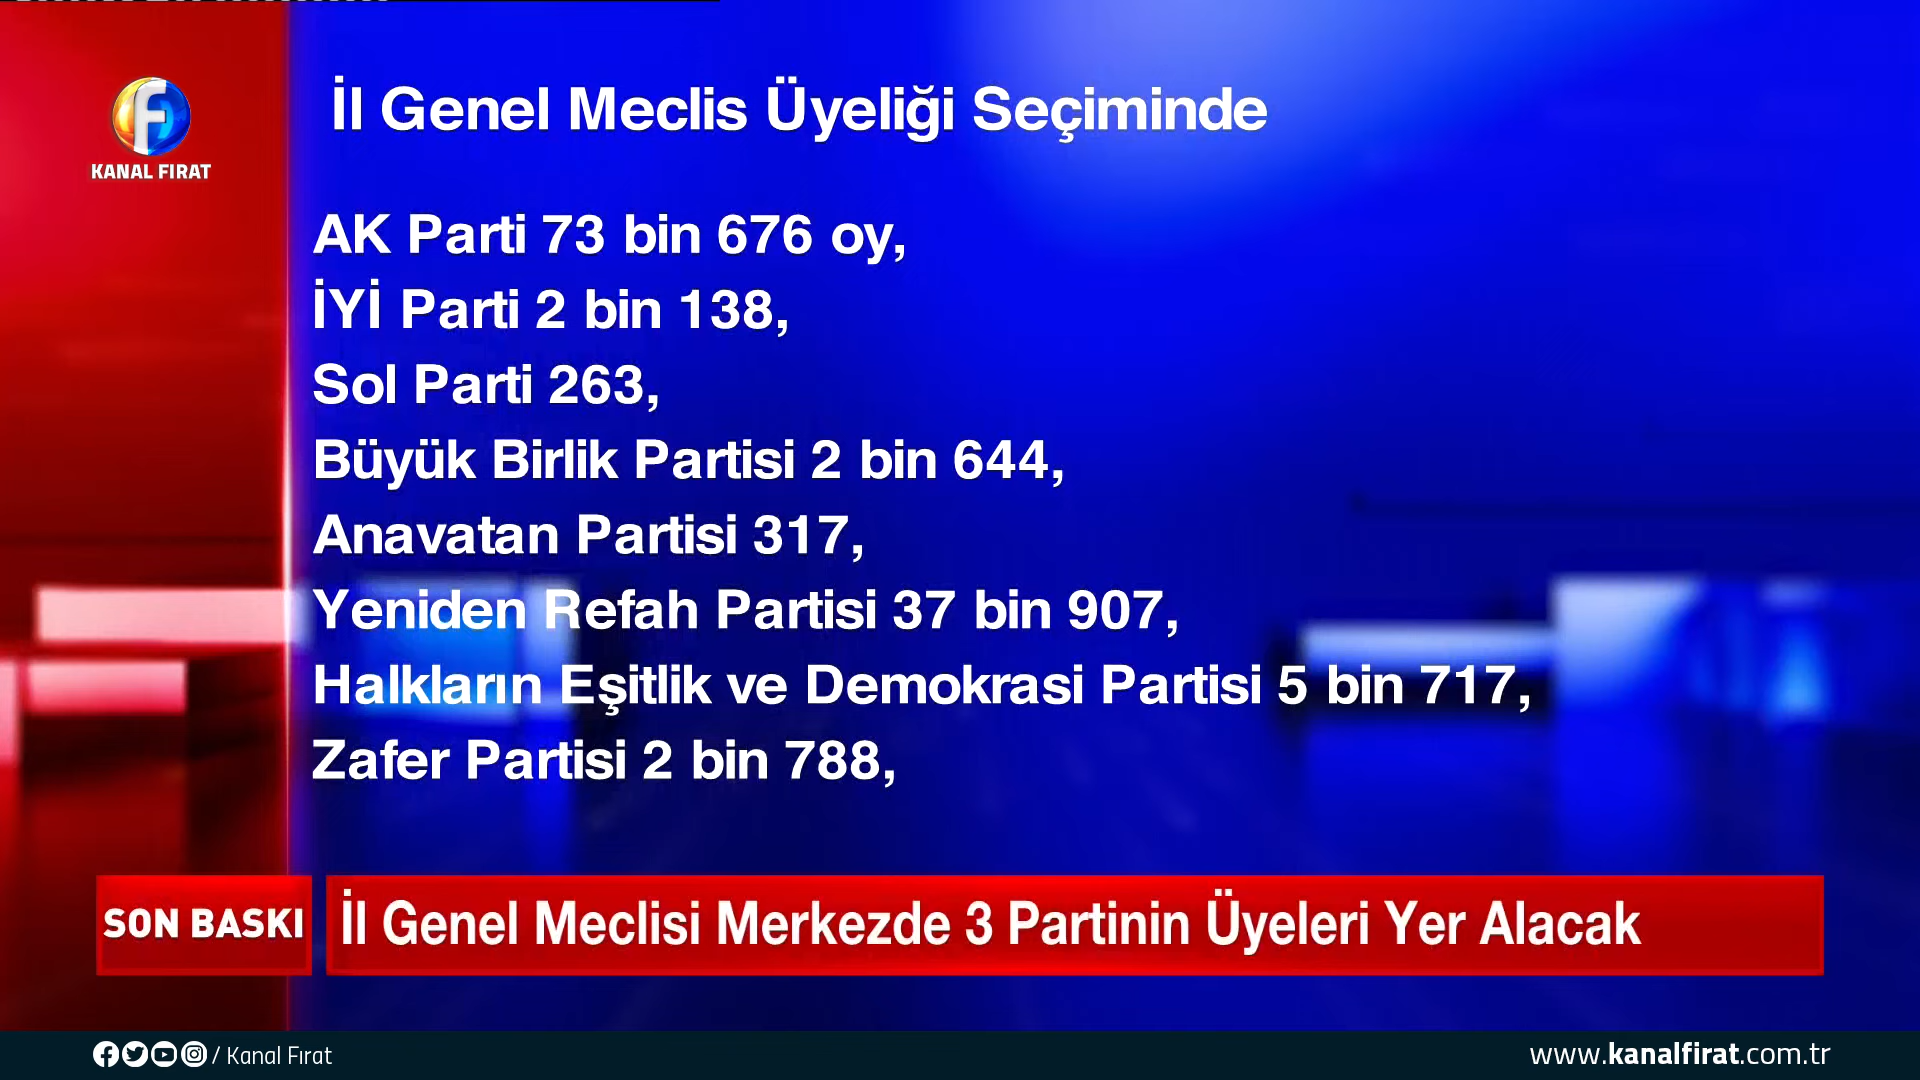 İl Genel Meclis Üyeliği Seçiminde
KANAL FIRAT
AK Parti 73 bin 676 oy,
İYİ Parti 2 bin 138,
Sol Parti 263,
Büyük Birlik Partisi 2 bin 644,
Anavatan Partisi 317,
Yeniden Refah Partisi 37 bin 907,
Halkların Eşitlik ve Demokrasi Partisi 5 bin 717,
Zafer Partisi 2 bin 788,
SON BASKI
İl Genel Meclisi Merkezde 3 Partinin Üyeleri Yer Alacak
/ Kanal Fırat
www.kanalfirat.com.tr